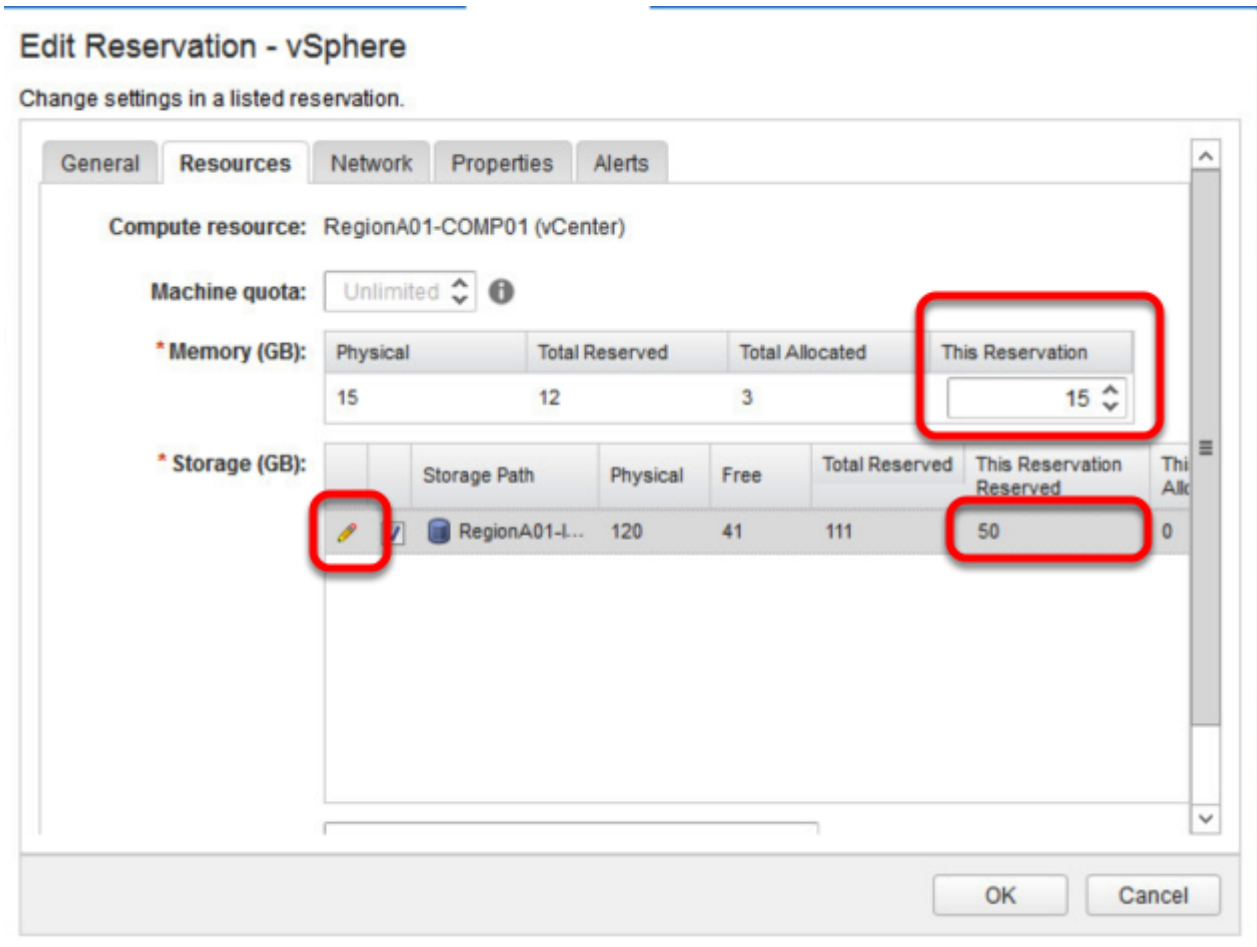 Edit Reservation - vSphere
Change settings in a listed reservation.
General Resources Network Properties Alerts
Compute resource: RegionA01-COMP01 (vCenter)
Machine quota: Unlimited
* Memory (GB): Physical Total Reserved Total Allocated This Reservation
15 12 3 15
* Storage (GB): Storage Path Physical Free Total Reserved This Reservation Reserved
RegionA01-I... 120 41 111 50 0
OK Cancel